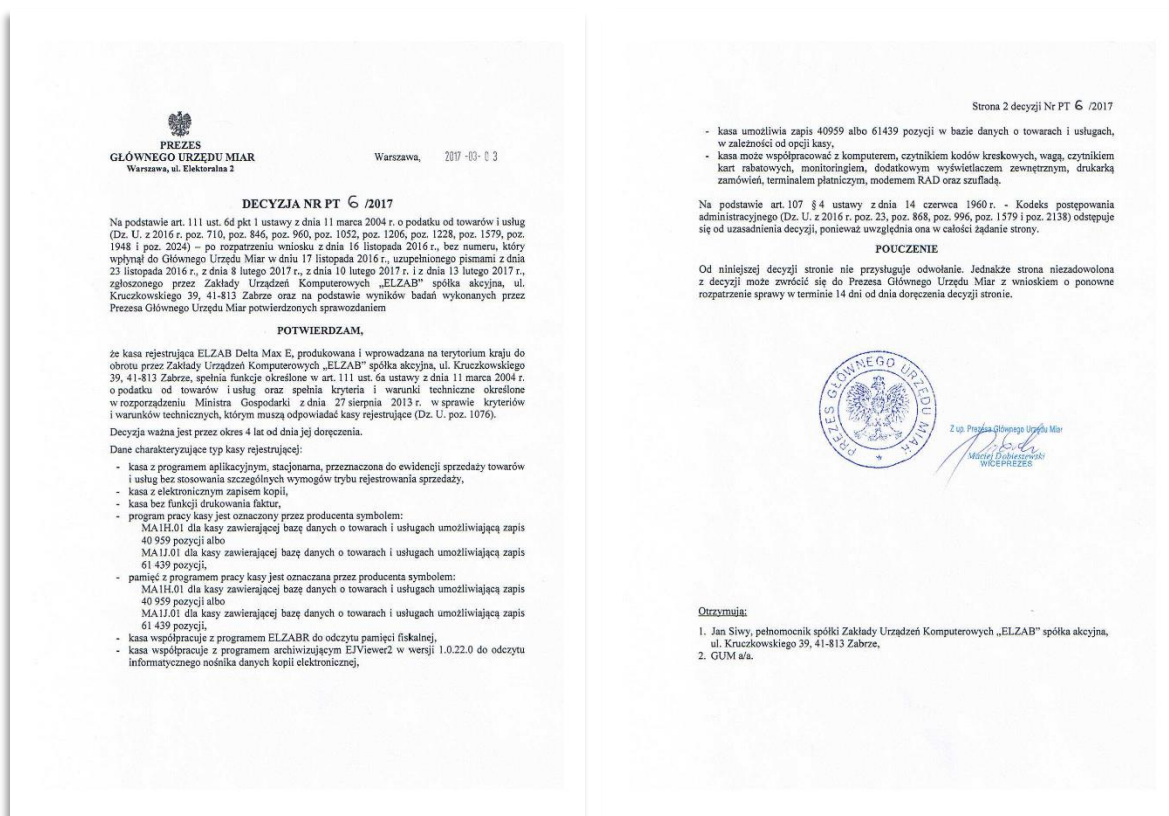 PREZES
GŁÓWNEGO URZĘDU MIAR
Warszawa, ul. Elektoralna 2
Warszawa, 2017 -03- 0 3
DECYZJA NR PT 6 /2017
Na podstawie art. 111 ust. 6d pkt 1 ustawy z dnia 11 marca 2004 r. o podatku od towarów i usług
(Dz. U. z 2016 r. poz. 710, poz. 846, poz. 960, poz. 1052, poz. 1206, poz. 1228, poz. 1579, poz.
1948 i poz. 2024) – po rozpatrzeniu wniosku z dnia 16 listopada 2016 r., bez numeru, który
wpłynął do Głównego Urzędu Miar w dniu 17 listopada 2016 r., uzupełnionego pismami z dnia
23 listopada 2016 r., z dnia 8 lutego 2017 r., z dnia 10 lutego 2017 r. i z dnia 13 lutego 2017 r.,
zgłoszonego przez Zakłady Urządzeń Komputerowych „ELZAB” spółka akcyjna, ul.
Kruczkowskiego 39, 41-813 Zabrze oraz na podstawie wyników badań wykonanych przez
Prezesa Głównego Urzędu Miar potwierdzonych sprawozdaniem
POTWIERDZAM,
że kasa rejestrująca ELZAB Delta Max E, produkowana i wprowadzana na terytorium kraju do
obrotu przez Zakłady Urządzeń Komputerowych „ELZAB” spółka akcyjna, ul. Kruczkowskiego
39, 41-813 Zabrze, spełnia funkcje określone w art. 111 ust. 6a ustawy z dnia 11 marca 2004 r.
o podatku od towarów i usług oraz spełnia kryteria i warunki techniczne określone
w rozporządzeniu Ministra Gospodarki z dnia 27 sierpnia 2013 r. w sprawie kryteriów
i warunków technicznych, którym muszą odpowiadać kasy rejestrujące (Dz. U. poz. 1076).
Decyzja ważna jest przez okres 4 lat od dnia jej doręczenia.
Dane charakteryzujące typ kasy rejestrującej:
- kasa z programem aplikacyjnym, stacjonarna, przeznaczona do ewidencji sprzedaży towarów
i usług bez stosowania szczególnych wymogów trybu rejestrowania sprzedaży,
- kasa z elektronicznym zapisem kopii,
- kasa bez funkcji drukowania faktur,
- program pracy kasy jest oznaczony przez producenta symbolem:
MA1H.01 dla kasy zawierającej bazę danych o towarach i usługach umożliwiającą zapis
40 959 pozycji albo
MA1J.01 dla kasy zawierającej bazę danych o towarach i usługach umożliwiającą zapis
61 439 pozycji,
- pamięć z programem pracy kasy jest oznaczana przez producenta symbolem:
MA1H.01 dla kasy zawierającej bazę danych o towarach i usługach umożliwiającą zapis
40 959 pozycji albo
MA1J.01 dla kasy zawierającej bazę danych o towarach i usługach umożliwiającą zapis
61 439 pozycji,
- kasa współpracuje z programem ELZABR do odczytu pamięci fiskalnej,
- kasa współpracuje z programem archiwizującym EJViewer2 w wersji 1.0.22.0 do odczytu
informatycznego nośnika danych kopii elektronicznej,
Strona 2 decyzji Nr PT 6 /2017
- kasa umożliwia zapis 40959 albo 61439 pozycji w bazie danych o towarach i usługach,
w zależności od opcji kasy,
- kasa może współpracować z komputerem, czytnikiem kodów kreskowych, wagą, czytnikiem
kart rabatowych, monitoringiem, dodatkowym wyświetlaczem zewnętrznym, drukarką
zamówień, terminalem płatniczym, modemem RAD oraz szufladą.
Na podstawie art. 107 § 4 ustawy z dnia 14 czerwca 1960 r. - Kodeks postępowania
administracyjnego (Dz. U. z 2016 r. poz. 23, poz. 868, poz. 996, poz. 1579 i poz. 2138) odstępuje
się od uzasadnienia decyzji, ponieważ uwzględnia ona w całości żądanie strony.
POUCZENIE
Od niniejszej decyzji stronie nie przysługuje odwołanie. Jednakże strona niezadowolona
z decyzji może zwrócić się do Prezesa Głównego Urzędu Miar z wnioskiem o ponowne
rozpatrzenie sprawy w terminie 14 dni od dnia doręczenia decyzji stronie.
PREZES GŁÓWNEGO URZĘDU MIAR
Z up. Prezesa Głównego Urzędu Miar
Maciej Dobieszewski
WICEPREZES
Otrzymują:
1. Jan Siwy, pełnomocnik spółki Zakłady Urządzeń Komputerowych „ELZAB” spółka akcyjna,
ul. Kruczkowskiego 39, 41-813 Zabrze,
2. GUM a/a.